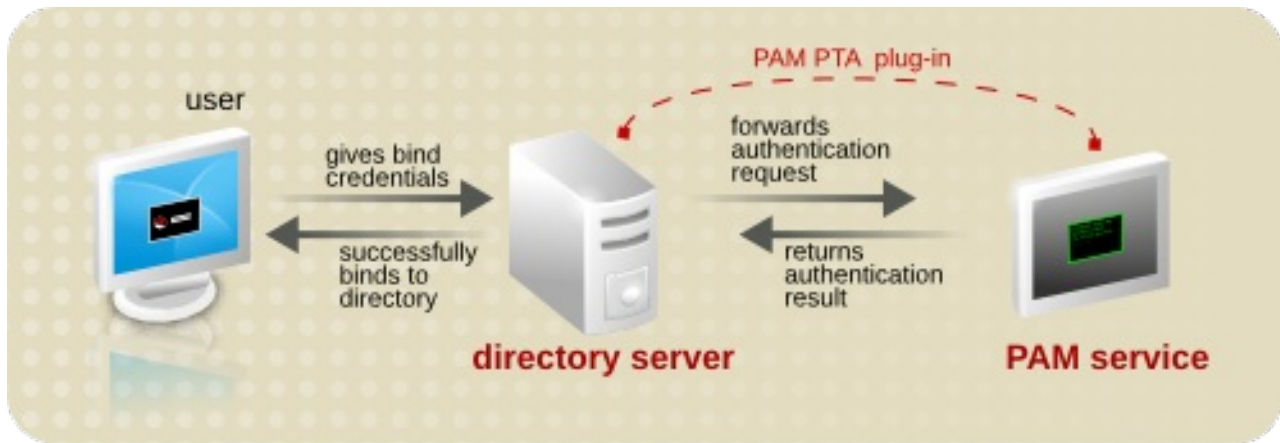 PAM PTA plug-in
user
gives bind
credentials
successfully
binds to
directory
forwards
authentication
request
returns
authentication
result
directory server
PAM service